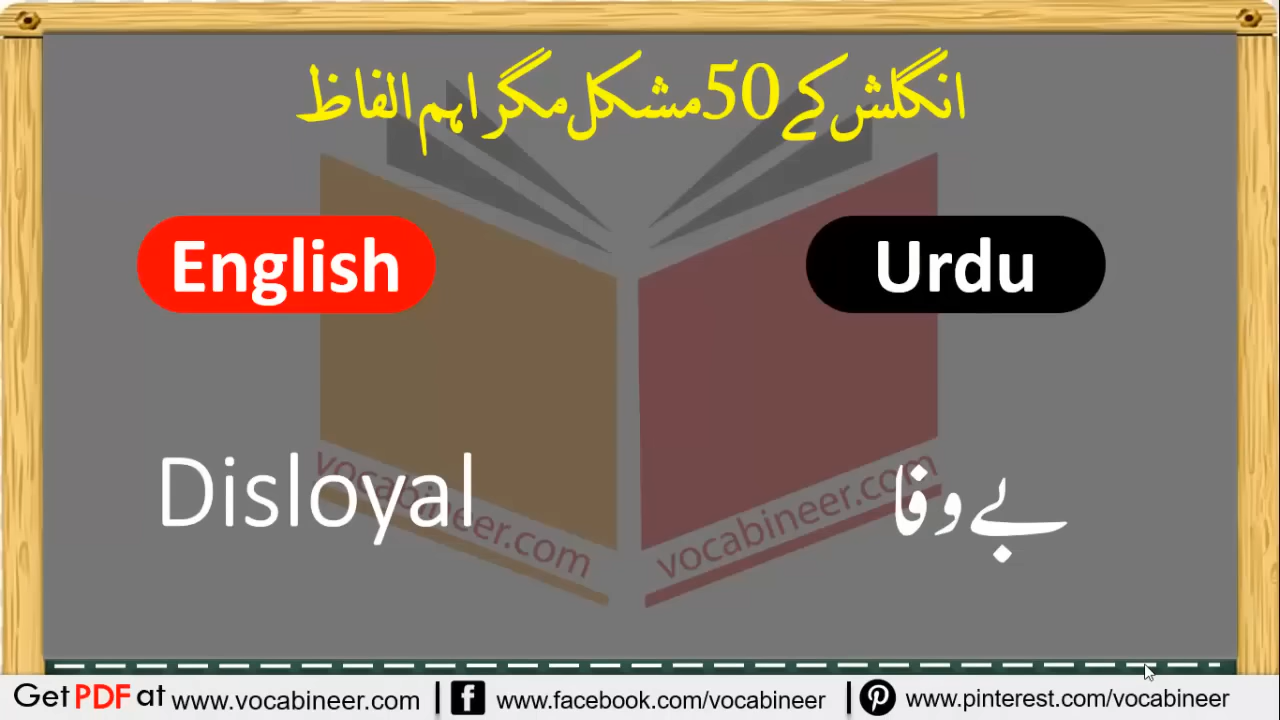 انگلش کے 50 مشکل مگر اہم الفاظ
English
Urdu
Disloyal
بے وفا
vocabineer.com
vocabineer.com
Get PDF at www.vocabineer.com | www.facebook.com/vocabineer | www.pinterest.com/vocabineer